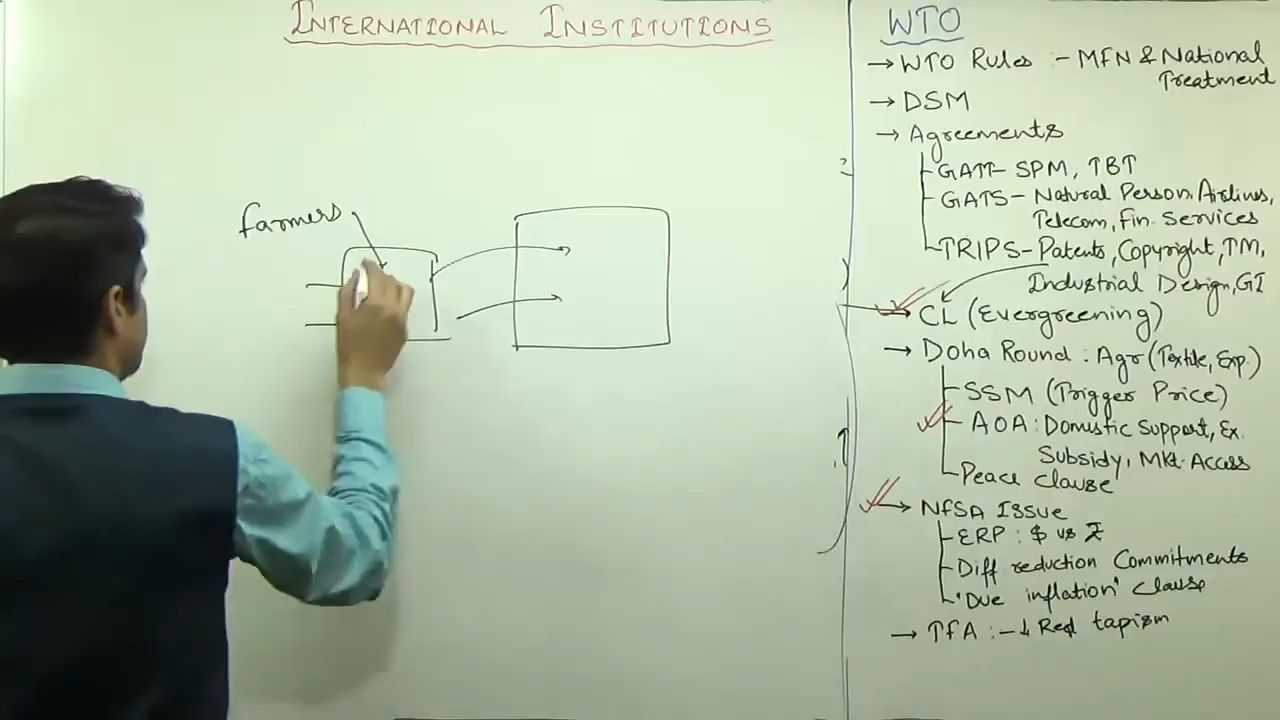 INTERNATIONAL INSTITUTIONS
farmers
WTO
→ WTO Rules :- MFN & National
Treatment
→ DSM
→ Agreements
GATT- SPM, TBT
GATS - Natural Person, Airlines,
Telecom, Fin. Services
TRIPS - Patents, Copyright, TM,
Industrial Design, GI
CL (Evergreening)
→ Doha Round : Agr (Textile, Exp.)
SSM (Trigger Price)
AOA : Domestic Support, Ex.
Subsidy, Mkt. Access
Peace Clause
→ NFSA Issue
ERP : $ vs ₹
Diff reduction Commitments
'Due inflation' Clause
→ TFA :- ↓ Red tapism